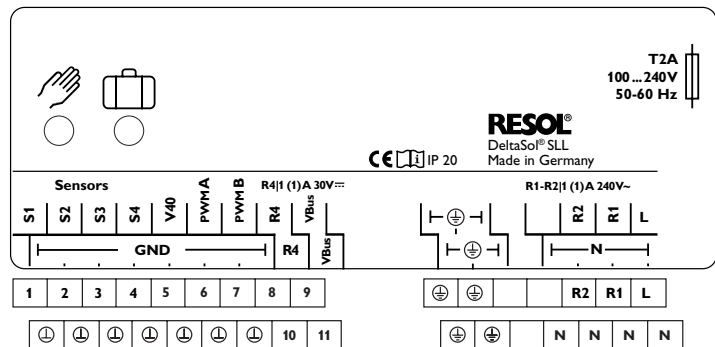 T2A
100 ... 240V
50-60 Hz
RESOL®
DeltaSol® SLL
Made in Germany
CE i IP 20
Sensors
R4|1 (1) A 30V⎓
R1-R2|1 (1) A 240V~
S1 S2 S3 S4 V40 PWM A PWM B R4 VBus
R2 R1 L
GND R4 VBus
N
1 2 3 4 5 6 7 8 9
R2 R1 L
10 11
N N N N